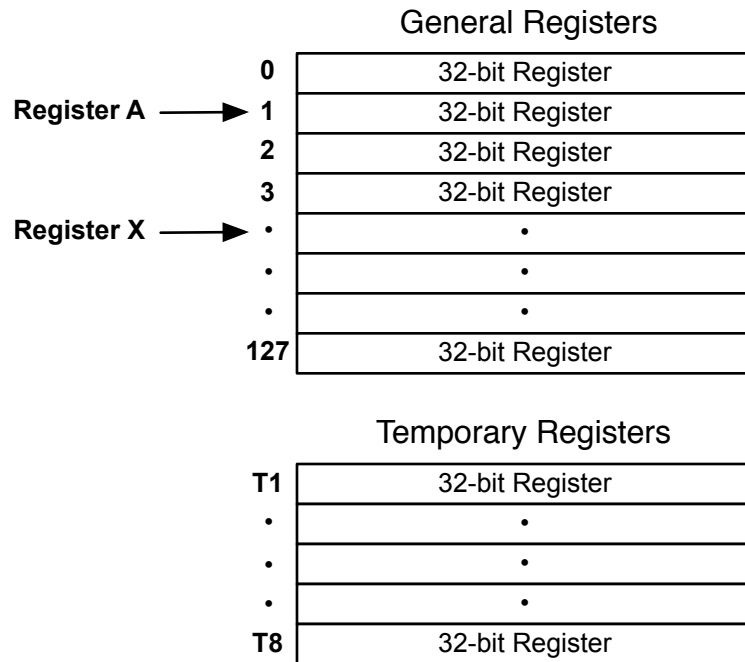 General Registers
0 32-bit Register
Register A 1 32-bit Register
2 32-bit Register
3 32-bit Register
Register X • •
• •
• •
127 32-bit Register
Temporary Registers
T1 32-bit Register
• •
• •
• •
T8 32-bit Register